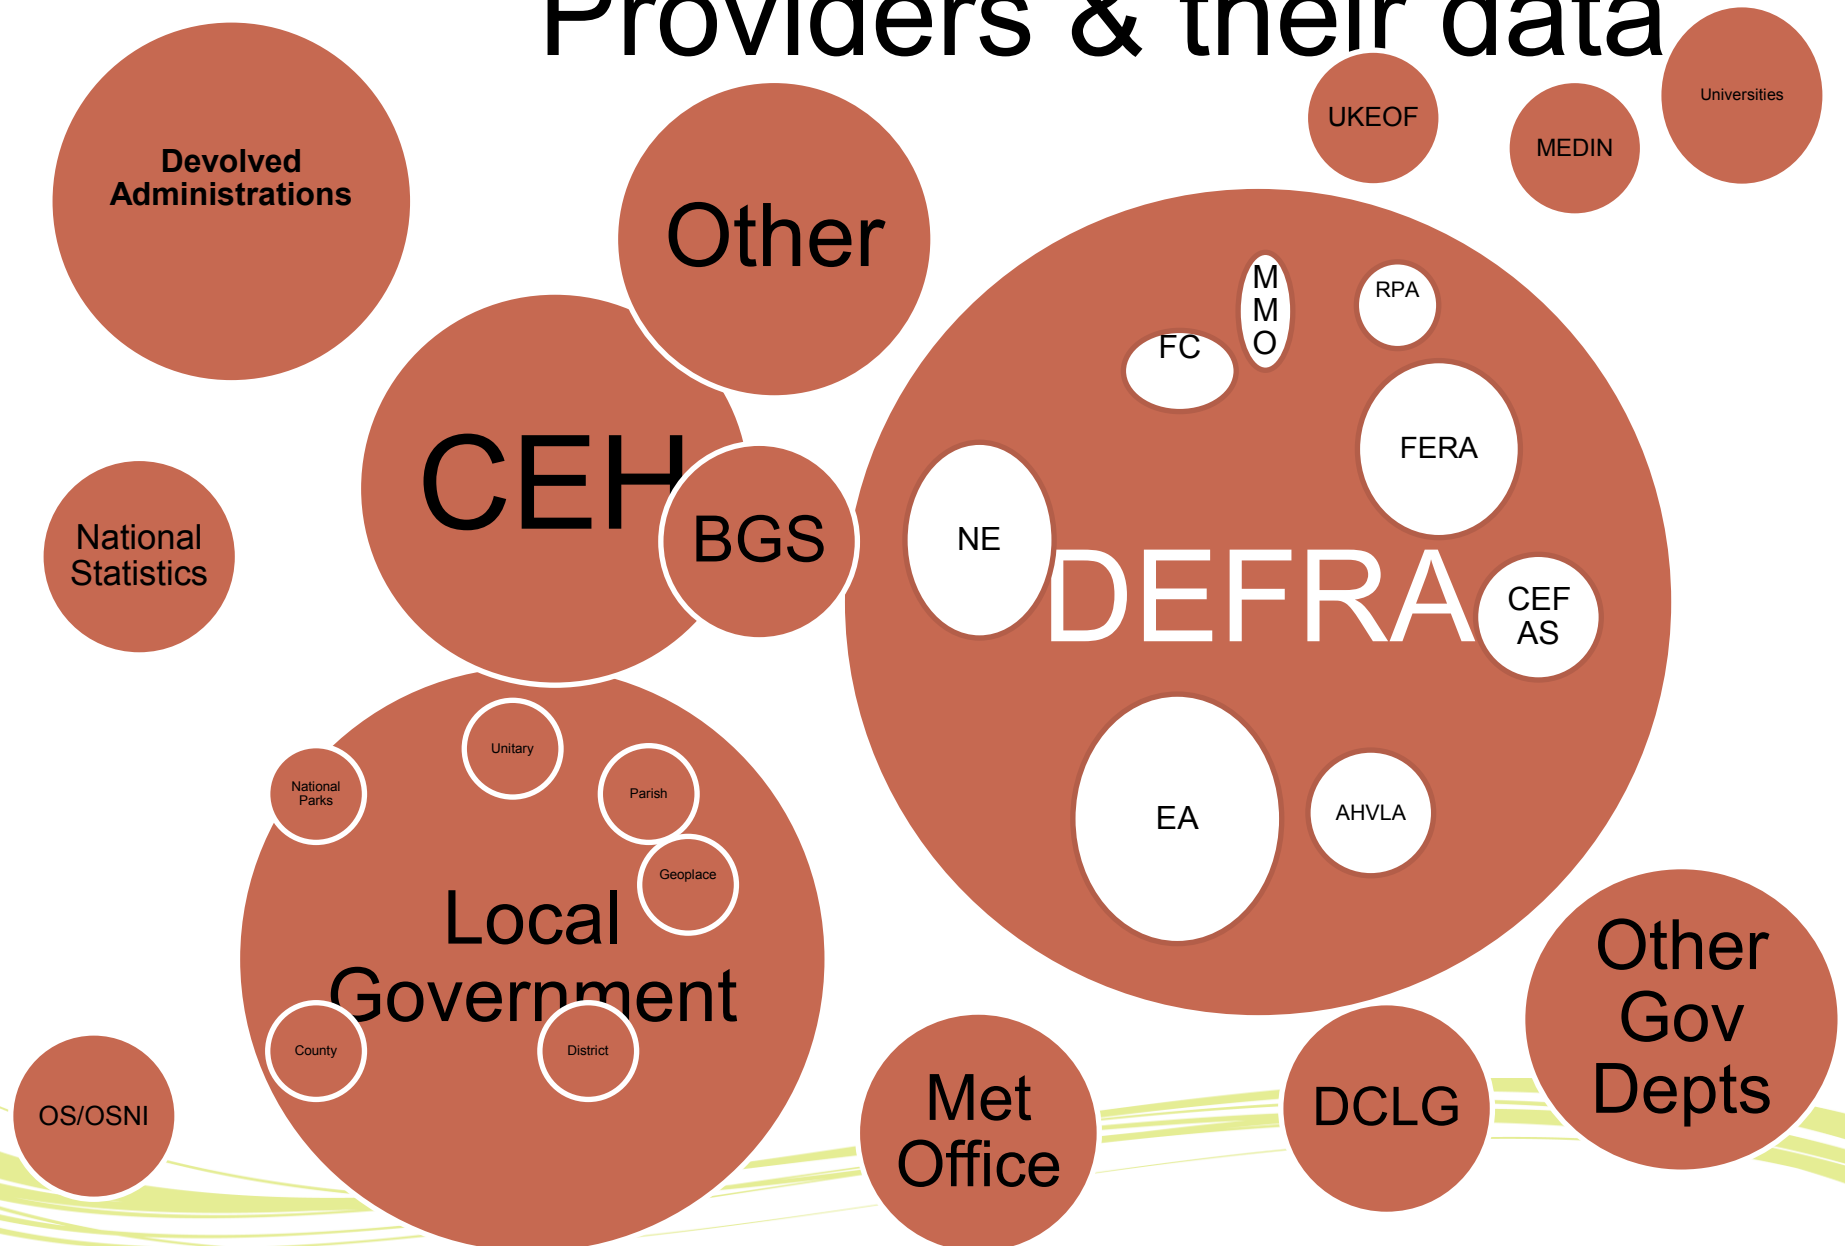 Providers & their data
UKEOF
MEDIN
Universities
Devolved
Administrations
Other
M
M
O
RPA
FC
FERA
CEH
BGS
NE
DEFRA
CEF
AS
National
Statistics
EA
AHVLA
Unitary
National
Parks
Parish
Geoplace
Local
Government
County
District
OS/OSNI
Met
Office
DCLG
Other
Gov
Depts